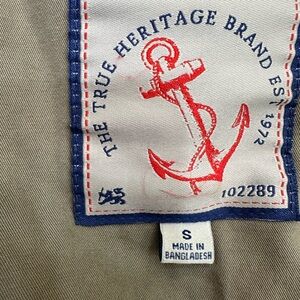 THE TRUE HERITAGE BRAND EST 1972
102289
S
MADE IN
BANGLADESH